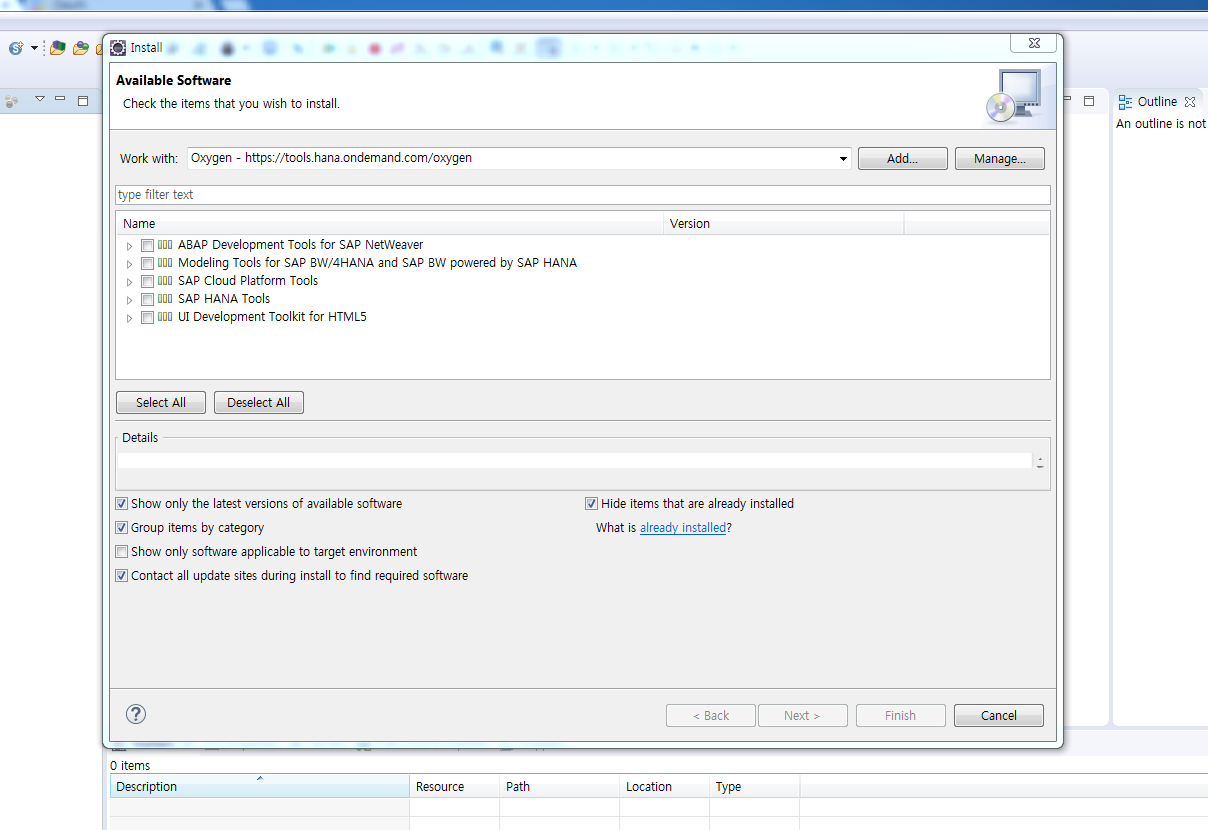 Install
Available Software
Check the items that you wish to install.
Outline
An outline is not
Work with: Oxygen - https://tools.hana.ondemand.com/oxygen Add... Manage...
type filter text
Name Version
ABAP Development Tools for SAP NetWeaver
Modeling Tools for SAP BW/4HANA and SAP BW powered by SAP HANA
SAP Cloud Platform Tools
SAP HANA Tools
UI Development Toolkit for HTML5
Select All Deselect All
Details
Show only the latest versions of available software Hide items that are already installed
Group items by category What is already installed?
Show only software applicable to target environment
Contact all update sites during install to find required software
< Back Next > Finish Cancel
0 items
Description Resource Path Location Type